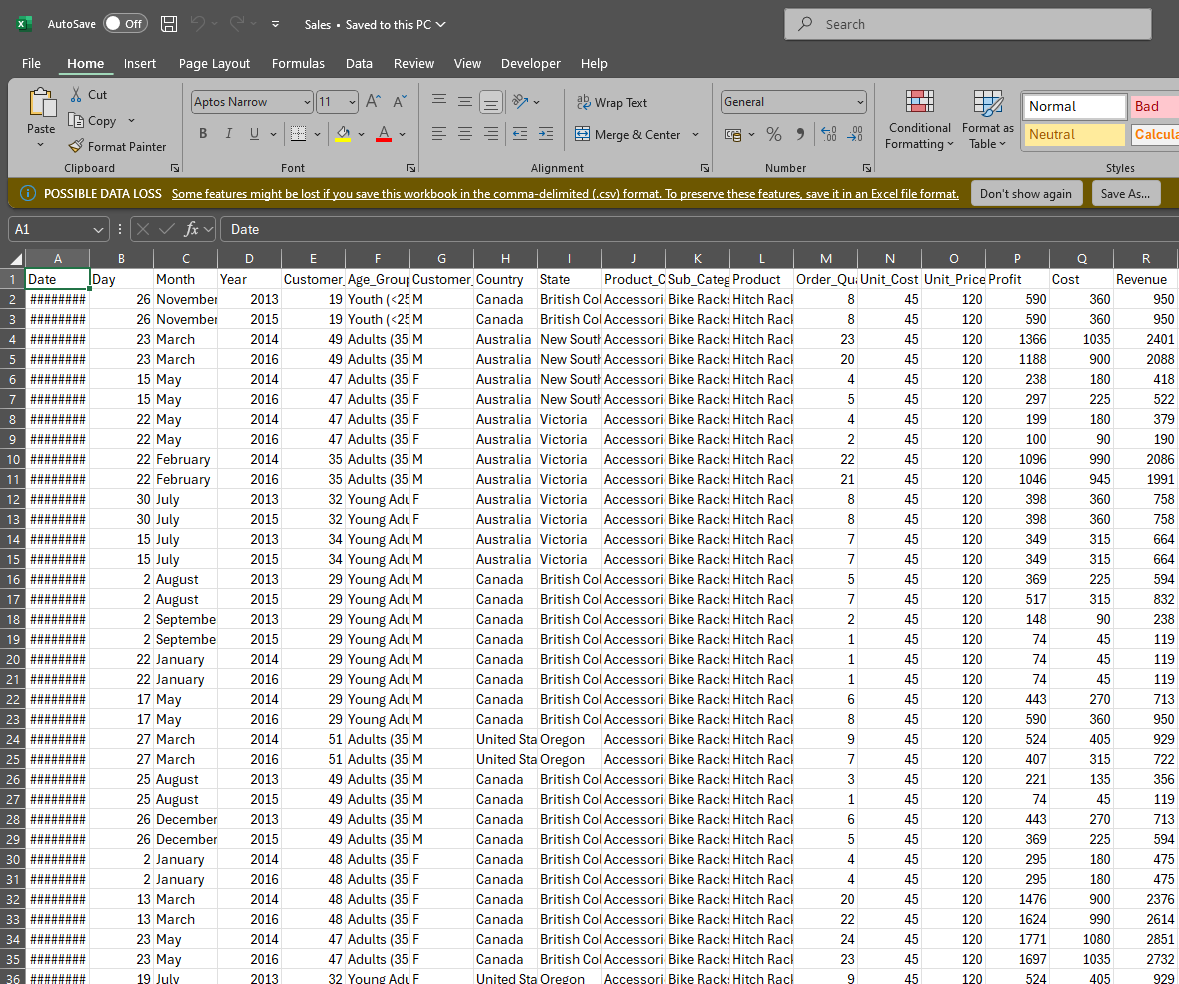 AutoSave Off Sales • Saved to this PC Search
File Home Insert Page Layout Formulas Data Review View Developer Help
Paste Cut Copy Format Painter Clipboard
Aptos Narrow 11 A A B I U A Font
ab Wrap Text Merge & Center Alignment
General % Number
Conditional Formatting Format as Table
Normal Bad
Neutral Calcula
Styles
POSSIBLE DATA LOSS Some features might be lost if you save this workbook in the comma-delimited (.csv) format. To preserve these features, save it in an Excel file format. Don't show again Save As...
A1 fx Date
A B C D E F G H I J K L M N O P Q R
1 Date Day Month Year Customer_ Age_Group Customer_ Country State Product_C Sub_Categ Product Order_Qua Unit_Cost Unit_Price Profit Cost Revenue
2 ######## 26 November 2013 19 Youth (<25 M Canada British Col Accessori Bike Racks Hitch Rack 8 45 120 590 360 950
3 ######## 26 November 2015 19 Youth (<25 M Canada British Col Accessori Bike Racks Hitch Rack 8 45 120 590 360 950
4 ######## 23 March 2014 49 Adults (35 M Australia New South Accessori Bike Racks Hitch Rack 23 45 120 1366 1035 2401
5 ######## 23 March 2016 49 Adults (35 M Australia New South Accessori Bike Racks Hitch Rack 20 45 120 1188 900 2088
6 ######## 15 May 2014 47 Adults (35 F Australia New South Accessori Bike Racks Hitch Rack 4 45 120 238 180 418
7 ######## 15 May 2016 47 Adults (35 F Australia New South Accessori Bike Racks Hitch Rack 5 45 120 297 225 522
8 ######## 22 May 2014 47 Adults (35 F Australia Victoria Accessori Bike Racks Hitch Rack 4 45 120 199 180 379
9 ######## 22 May 2016 47 Adults (35 F Australia Victoria Accessori Bike Racks Hitch Rack 2 45 120 100 90 190
10 ######## 22 February 2014 35 Adults (35 M Australia Victoria Accessori Bike Racks Hitch Rack 22 45 120 1096 990 2086
11 ######## 22 February 2016 35 Adults (35 M Australia Victoria Accessori Bike Racks Hitch Rack 21 45 120 1046 945 1991
12 ######## 30 July 2013 32 Young Adu F Australia Victoria Accessori Bike Racks Hitch Rack 8 45 120 398 360 758
13 ######## 30 July 2015 32 Young Adu F Australia Victoria Accessori Bike Racks Hitch Rack 8 45 120 398 360 758
14 ######## 15 July 2013 34 Young Adu M Australia Victoria Accessori Bike Racks Hitch Rack 7 45 120 349 315 664
15 ######## 15 July 2015 34 Young Adu M Australia Victoria Accessori Bike Racks Hitch Rack 7 45 120 349 315 664
16 ######## 2 August 2013 29 Young Adu M Canada British Col Accessori Bike Racks Hitch Rack 5 45 120 369 225 594
17 ######## 2 August 2015 29 Young Adu M Canada British Col Accessori Bike Racks Hitch Rack 7 45 120 517 315 832
18 ######## 2 Septembe 2013 29 Young Adu M Canada British Col Accessori Bike Racks Hitch Rack 2 45 120 148 90 238
19 ######## 2 Septembe 2015 29 Young Adu M Canada British Col Accessori Bike Racks Hitch Rack 1 45 120 74 45 119
20 ######## 22 January 2014 29 Young Adu M Canada British Col Accessori Bike Racks Hitch Rack 1 45 120 74 45 119
21 ######## 22 January 2016 29 Young Adu M Canada British Col Accessori Bike Racks Hitch Rack 1 45 120 74 45 119
22 ######## 17 May 2014 29 Young Adu M Canada British Col Accessori Bike Racks Hitch Rack 6 45 120 443 270 713
23 ######## 17 May 2016 29 Young Adu M Canada British Col Accessori Bike Racks Hitch Rack 8 45 120 590 360 950
24 ######## 27 March 2014 51 Adults (35 M United Sta Oregon Accessori Bike Racks Hitch Rack 9 45 120 524 405 929
25 ######## 27 March 2016 51 Adults (35 M United Sta Oregon Accessori Bike Racks Hitch Rack 7 45 120 407 315 722
26 ######## 25 August 2013 49 Adults (35 M Canada British Col Accessori Bike Racks Hitch Rack 3 45 120 221 135 356
27 ######## 25 August 2015 49 Adults (35 M Canada British Col Accessori Bike Racks Hitch Rack 1 45 120 74 45 119
28 ######## 26 December 2013 49 Adults (35 M Canada British Col Accessori Bike Racks Hitch Rack 6 45 120 443 270 713
29 ######## 26 December 2015 49 Adults (35 M Canada British Col Accessori Bike Racks Hitch Rack 5 45 120 369 225 594
30 ######## 2 January 2014 48 Adults (35 F Canada British Col Accessori Bike Racks Hitch Rack 4 45 120 295 180 475
31 ######## 2 January 2016 48 Adults (35 F Canada British Col Accessori Bike Racks Hitch Rack 4 45 120 295 180 475
32 ######## 13 March 2014 48 Adults (35 F Canada British Col Accessori Bike Racks Hitch Rack 20 45 120 1476 900 2376
33 ######## 13 March 2016 48 Adults (35 F Canada British Col Accessori Bike Racks Hitch Rack 22 45 120 1624 990 2614
34 ######## 23 May 2014 47 Adults (35 F Canada British Col Accessori Bike Racks Hitch Rack 24 45 120 1771 1080 2851
35 ######## 23 May 2016 47 Adults (35 F Canada British Col Accessori Bike Racks Hitch Rack 23 45 120 1697 1035 2732
36 ######## 19 July 2013 32 Young Adu F United Sta Oregon Accessori Bike Racks Hitch Rack 9 45 120 524 405 929